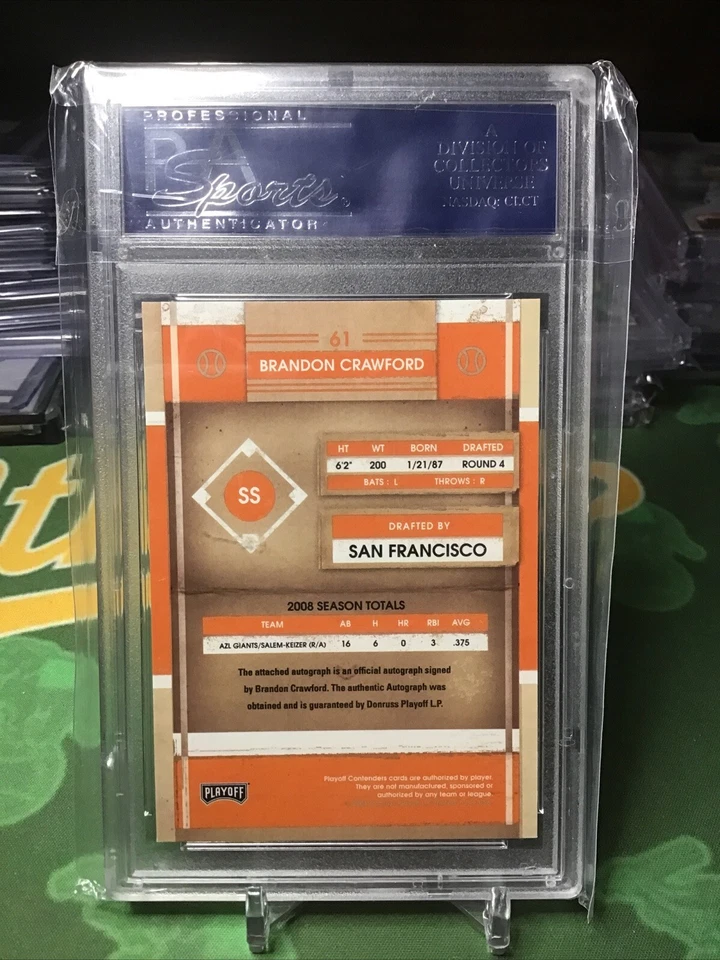 PROFESSIONAL
PSA
Sports
AUTHENTICATOR
A
DIVISION OF
COLLECTORS
UNIVERSE
NASDAQ: CLCT
61
BRANDON CRAWFORD
HT WT BORN DRAFTED
6'2" 200 1/21/87 ROUND 4
BATS: L THROWS: R
SS
DRAFTED BY
SAN FRANCISCO
2008 SEASON TOTALS
TEAM AB H HR RBI AVG
AZL GIANTS/SALEM-KEIZER (R/A) 16 6 0 3 .375
The attached autograph is an official autograph signed
by Brandon Crawford. The authentic Autograph was
obtained and is guaranteed by Donruss Playoff L.P.
PLAYOFF
Playoff Contenders cards are authorized by player.
They are not manufactured, sponsored or
authorized by any team or league.